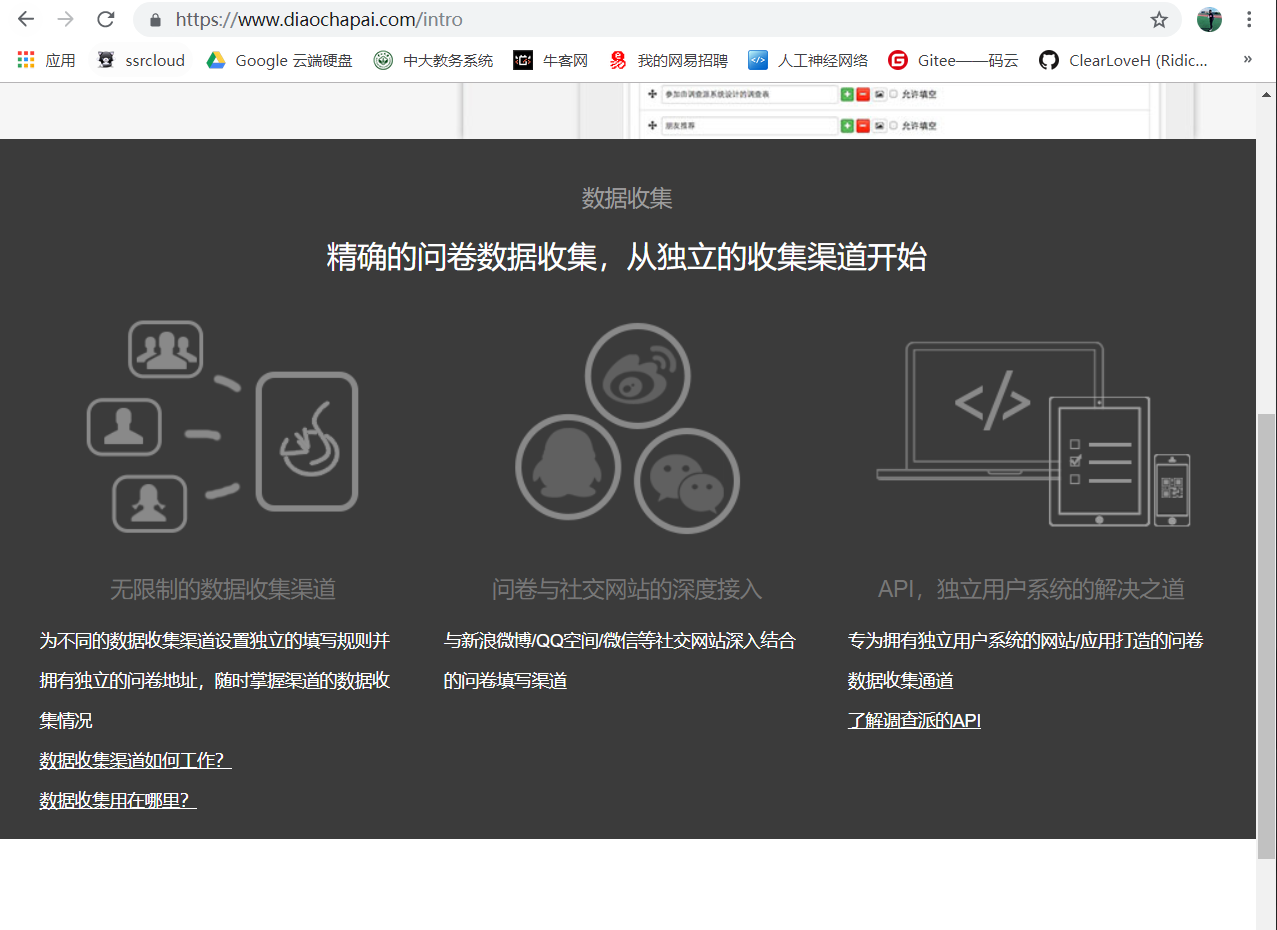 https://www.diaochapai.com/intro
应用
ssrcloud
Google 云端硬盘
中大教务系统
牛客网
我的网易招聘
人工神经网络
Gitee——码云
ClearLoveH (Ridic...
»
参加由调查派系统设计的调查表
允许填空
朋友推荐
允许填空
数据收集
精确的问卷数据收集，从独立的收集渠道开始
无限制的数据收集渠道
为不同的数据收集渠道设置独立的填写规则并
拥有独立的问卷地址，随时掌握渠道的数据收
集情况
数据收集渠道如何工作？
数据收集用在哪里？
问卷与社交网站的深度接入
与新浪微博/QQ空间/微信等社交网站深入结合
的问卷填写渠道
API，独立用户系统的解决之道
专为拥有独立用户系统的网站/应用打造的问卷
数据收集通道
了解调查派的API